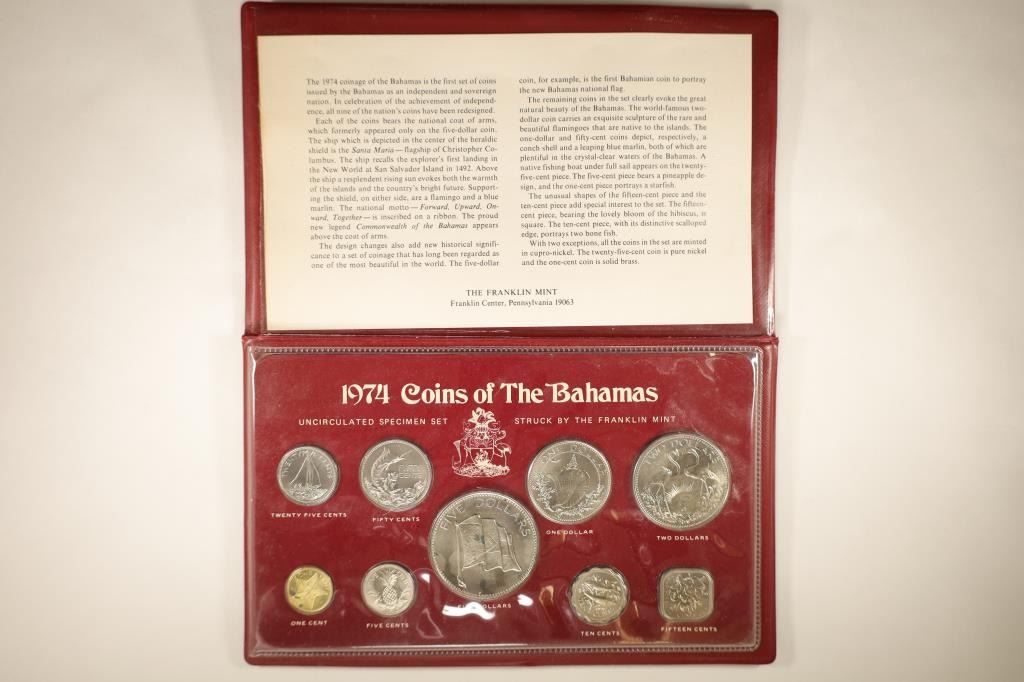 The 1974 coinage of the Bahamas is the first set of coins
issued by the Bahamas as an independent and sovereign
nation. In celebration of the achievement of independ-
ence, all nine of the nation's coins have been redesigned.
Each of the coins bears the national coat of arms,
which formerly appeared only on the five-dollar coin.
The ship which is depicted in the center of the heraldic
shield is the Santa Maria—flagship of Christopher Co-
lumbus. The ship recalls the explorer's first landing in
the New World at San Salvador Island in 1492. Above
the ship a resplendent rising sun evokes both the warmth
of the islands and the country's bright future. Support-
ing the shield, on either side, are a flamingo and a blue
marlin. The national motto—Forward, Upward, On-
ward, Together—is inscribed on a ribbon. The proud
new legend Commonwealth of the Bahamas appears
above the coat of arms.
The design changes also add new historical signifi-
cance to a set of coinage that has long been regarded as
one of the most beautiful in the world. The five-dollar
coin, for example, is the first Bahamian coin to portray
the new Bahamas national flag.
The remaining coins in the set clearly evoke the great
natural beauty of the Bahamas. The world-famous two-
dollar coin carries an exquisite sculpture of the rare and
beautiful flamingoes that are native to the islands. The
one-dollar and fifty-cent coins depict, respectively, a
conch shell and a leaping blue marlin, both of which are
plentiful in the crystal-clear waters of the Bahamas. A
native fishing boat under full sail appears on the twenty-
five-cent piece. The five-cent piece bears a pineapple de-
sign, and the one-cent piece portrays a starfish.
The unusual shapes of the fifteen-cent piece and the
ten-cent piece add special interest to the set. The fifteen-
cent piece, bearing the lovely bloom of the hibiscus, is
square. The ten-cent piece, with its distinctive scalloped
edge, portrays two bone fish.
With two exceptions, all the coins in the set are minted
in cupro-nickel. The twenty-five-cent coin is pure nickel
and the one-cent coin is solid brass.
THE FRANKLIN MINT
Franklin Center, Pennsylvania 19063
1974 Coins of The Bahamas
UNCIRCULATED SPECIMEN SET STRUCK BY THE FRANKLIN MINT
TWENTY FIVE CENTS
FIFTY CENTS
ONE DOLLAR
ONE DOLLAR
TWO DOLLARS
TWO DOLLARS
FIVE DOLLARS
FIVE DOLLARS
ONE CENT
FIVE CENTS
TEN CENTS
FIFTEEN CENTS